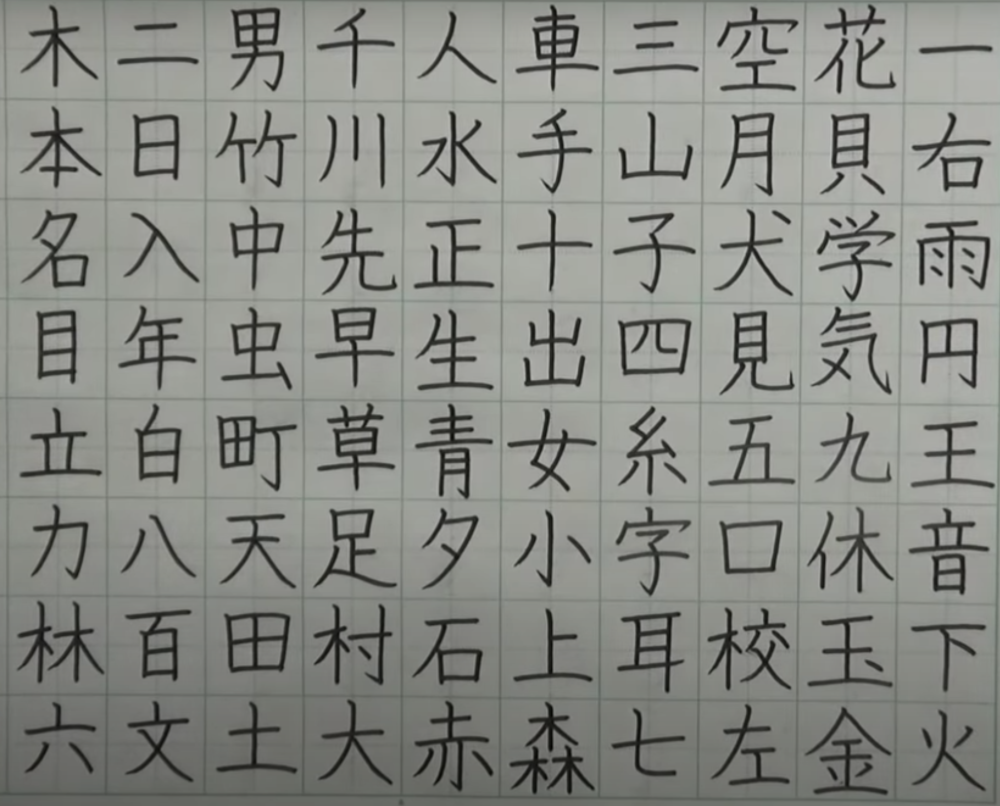 一右雨円王音下火
花貝学気九休玉金
空月犬見五口校左
三山子四糸字耳七
車手十出女小上森
人水正生青夕石赤
千川先早草足村大
男竹中虫町天田土
二日入年白八百文
木本名目立力林六